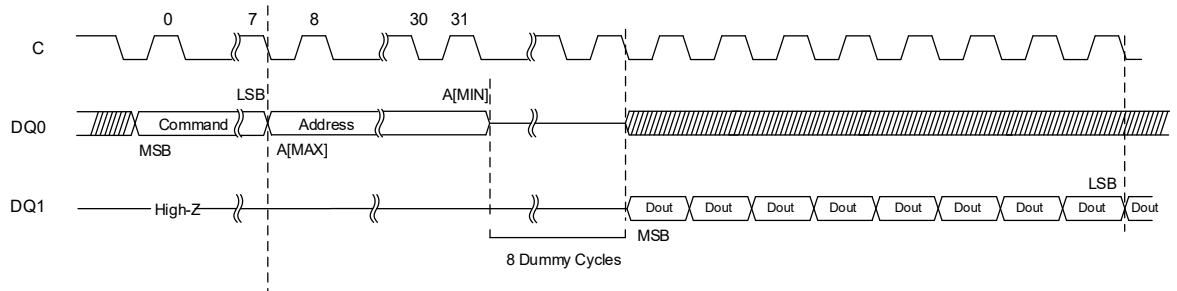 0 7 8 30 31
C
LSB A[MIN]
DQ0 Command Address
MSB A[MAX]
LSB
DQ1 High-Z Dout Dout Dout Dout Dout Dout Dout Dout Dout
MSB
8 Dummy Cycles